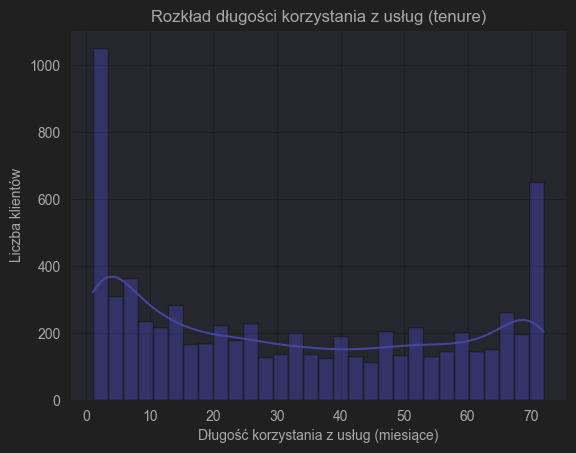 Rozkład długości korzystania z usług (tenure)
Liczba klientów
1000
800
600
400
200
0
0 10 20 30 40 50 60 70
Długość korzystania z usług (miesiące)